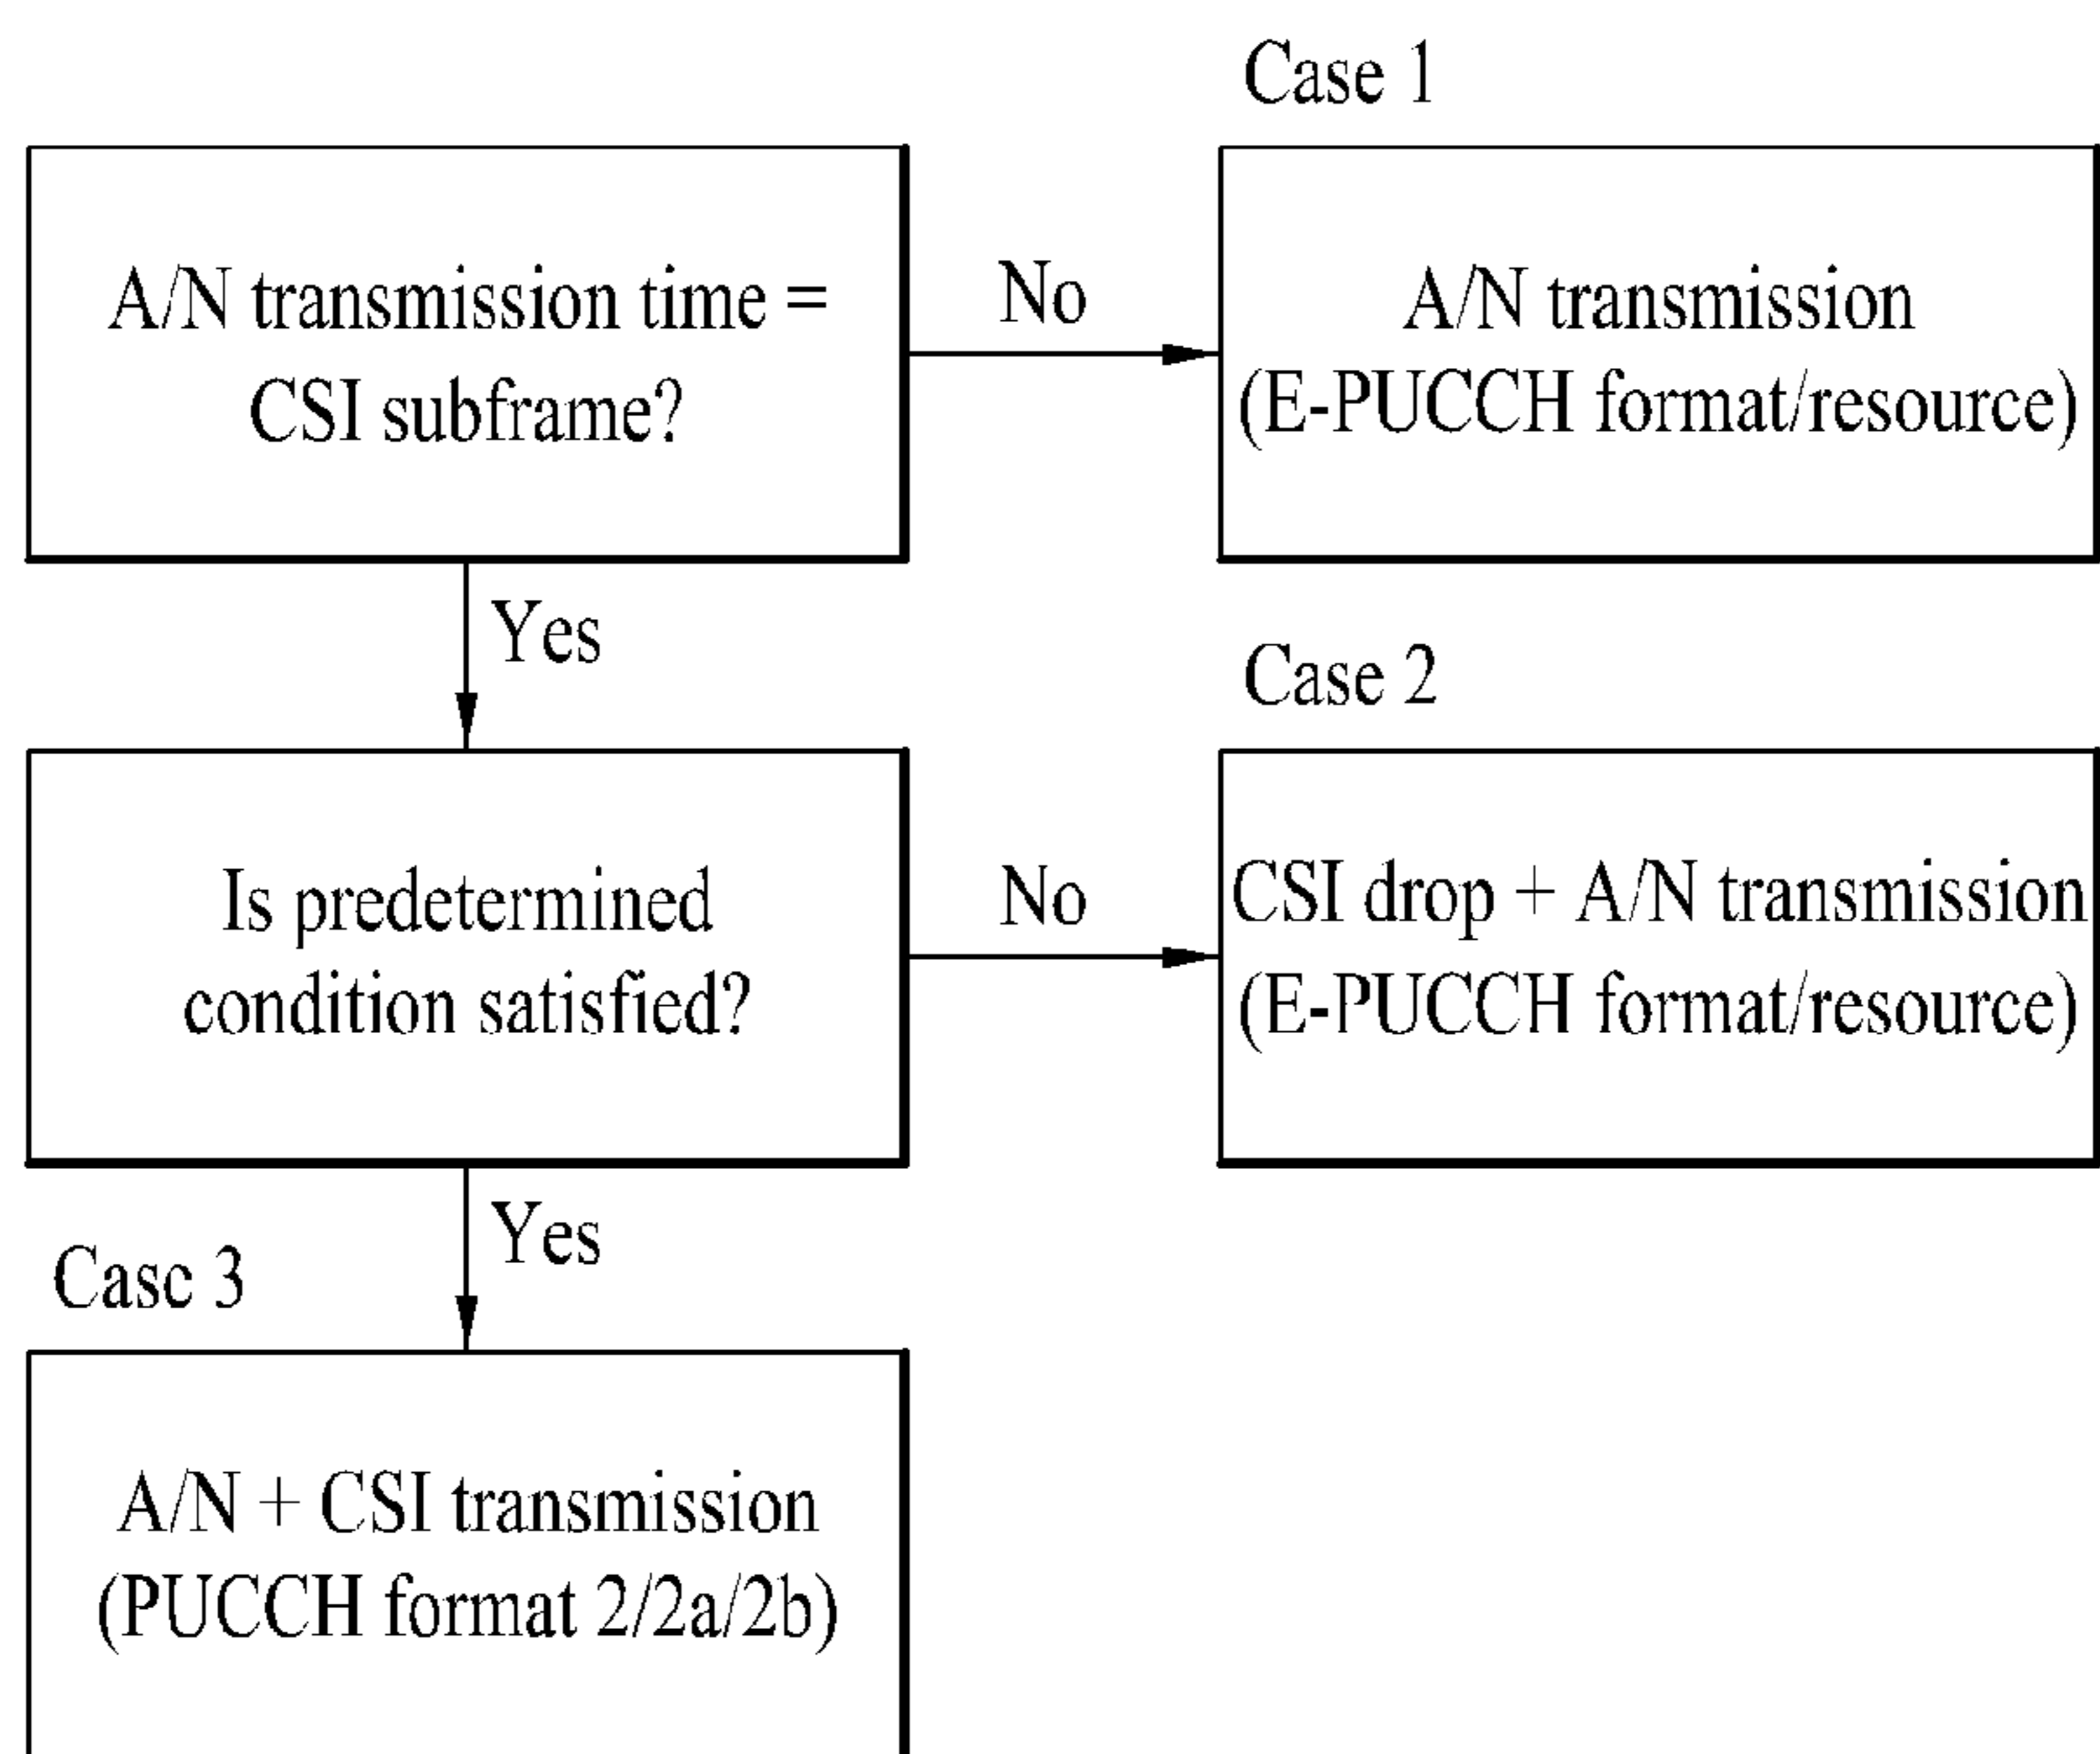 Case 1
A/N transmission time =
CSI subframe?
No
A/N transmission
(E-PUCCH format/resource)
Yes
Case 2
Is predetermined
condition satisfied?
No
CSI drop + A/N transmission
(E-PUCCH format/resource)
Yes
Case 3
A/N + CSI transmission
(PUCCH format 2/2a/2b)